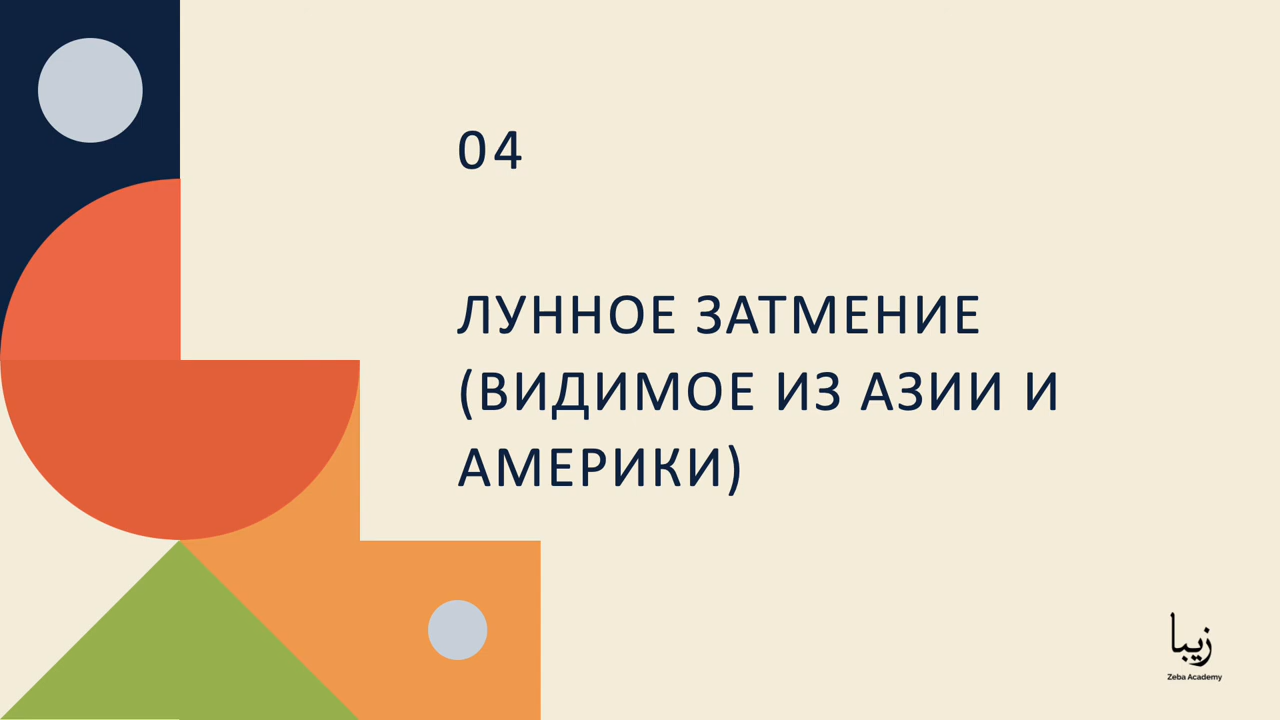 04
ЛУННОЕ ЗАТМЕНИЕ
(ВИДИМОЕ ИЗ АЗИИ И
АМЕРИКИ)
زیبا
Zeba Academy